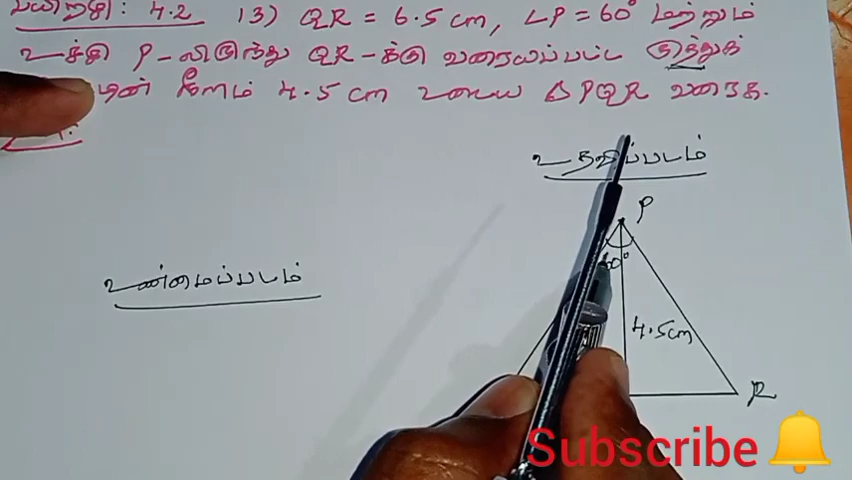 பயிற்சி: 4.2 13) QR = 6.5 cm, ∠P = 60° மற்றும்
உச்சி P-லிருந்து QR-க்கு வரையப்பட்ட குத்துக்
டின் நீளம் 4.5 cm உடைய Δ PQR வரைக.
உதவிப்படம்
P
60°
உண்மைப்படம்
4.5cm
R
Subscribe